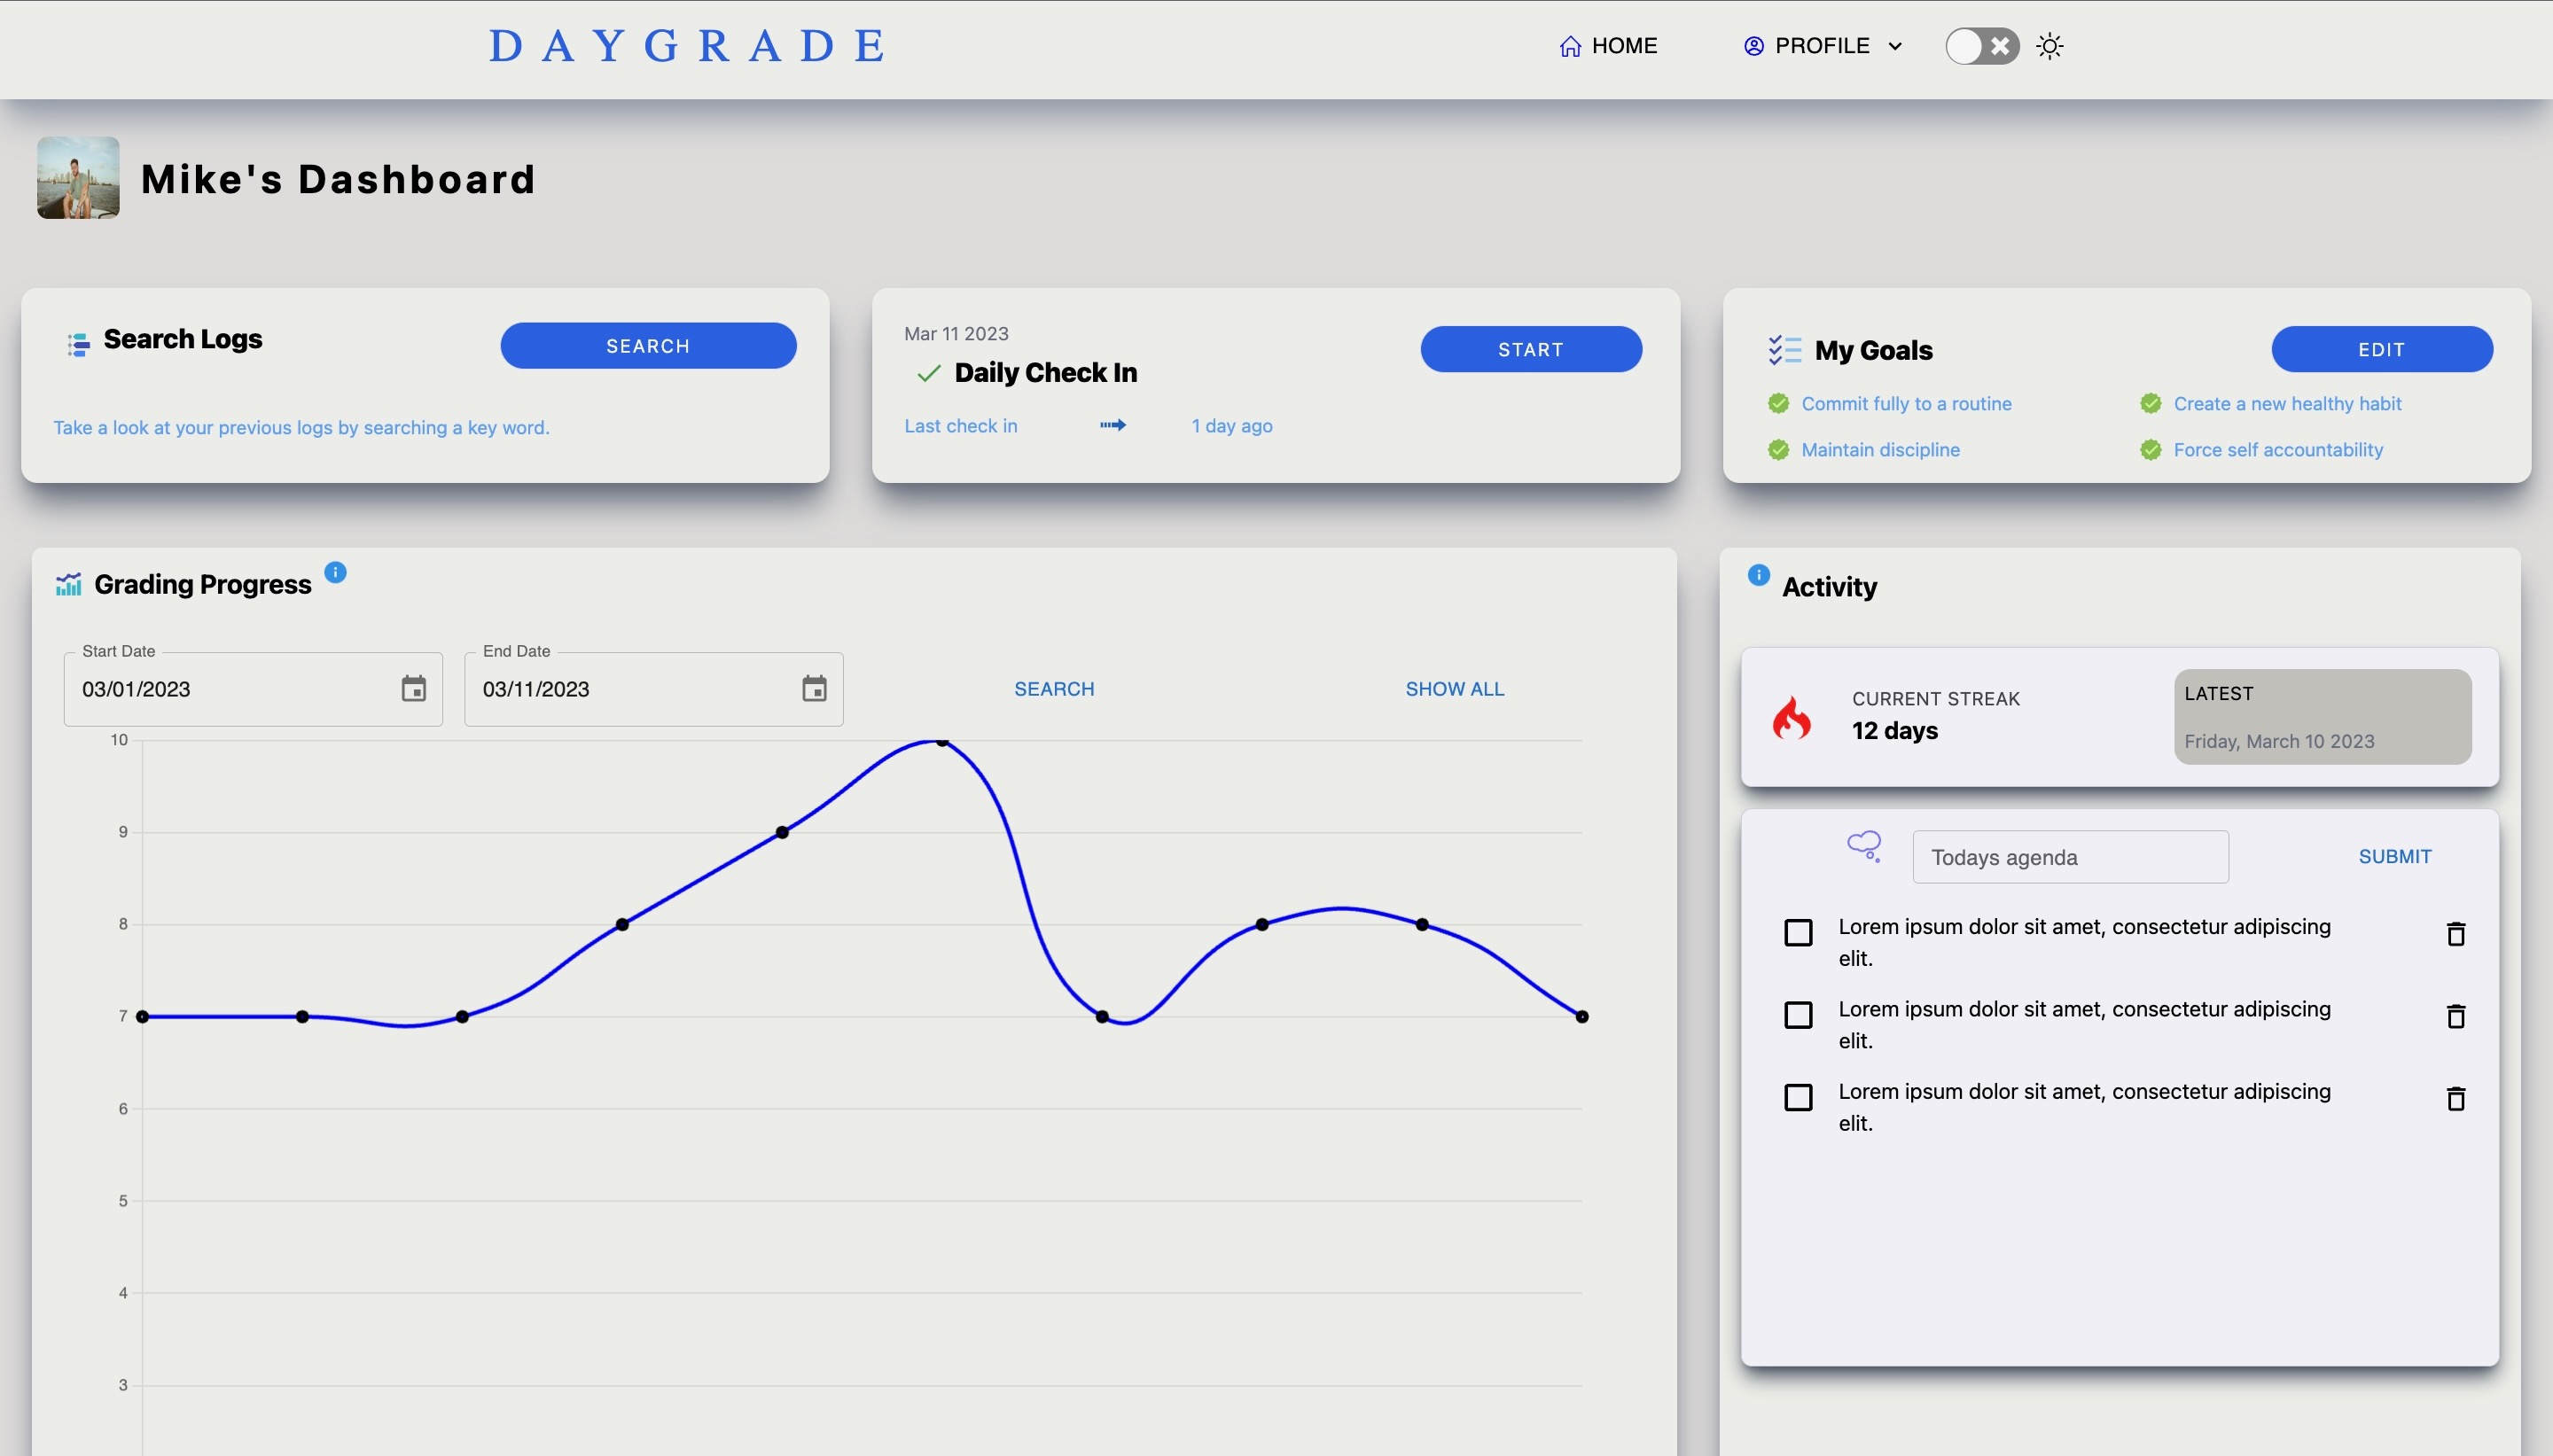 DAYGRADE
HOME
PROFILE
Mike's Dashboard
Search Logs
SEARCH
Take a look at your previous logs by searching a key word.
Mar 11 2023
Daily Check In
START
Last check in
1 day ago
My Goals
EDIT
Commit fully to a routine
Create a new healthy habit
Maintain discipline
Force self accountability
Grading Progress
Start Date
03/01/2023
End Date
03/11/2023
SEARCH
SHOW ALL
10
9
8
7
6
5
4
3
Activity
CURRENT STREAK
12 days
LATEST
Friday, March 10 2023
Todays agenda
SUBMIT
Lorem ipsum dolor sit amet, consectetur adipiscing
elit.
Lorem ipsum dolor sit amet, consectetur adipiscing
elit.
Lorem ipsum dolor sit amet, consectetur adipiscing
elit.